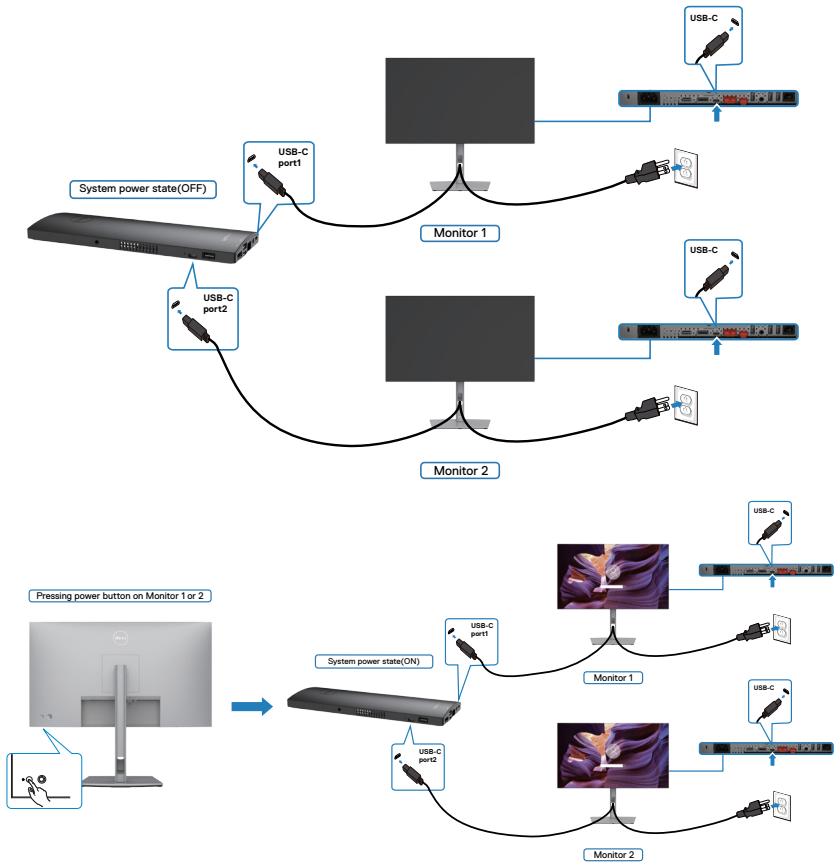 USB-C
USB-C
port1
System power state(OFF)
Monitor 1
USB-C
USB-C
port2
Monitor 2
USB-C
Pressing power button on Monitor 1 or 2
DELL
USB-C
port1
System power state(ON)
Monitor 1
USB-C
USB-C
port2
Monitor 2